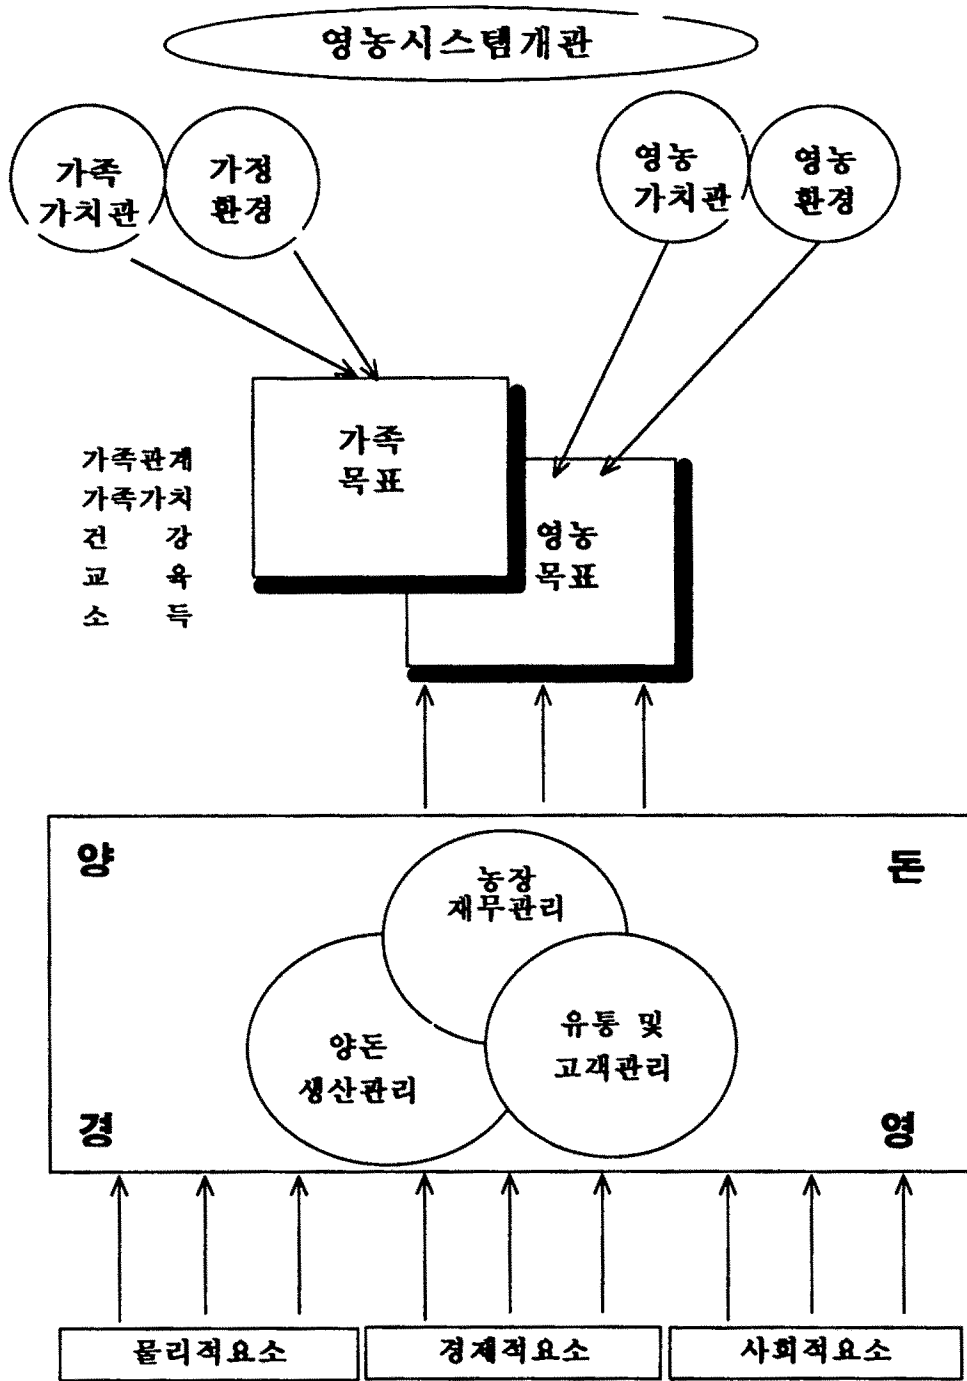 영농시스템개관
가족
가치관
가정
환경
영농
가치관
영농
환경
가족
목표
가족관계
가족가치
건 강
교 육
소 득
영농
목표
양 돈
농장
재무관리
양돈
생산관리
유통 및
고객관리
경 영
물리적요소
경제적요소
사회적요소